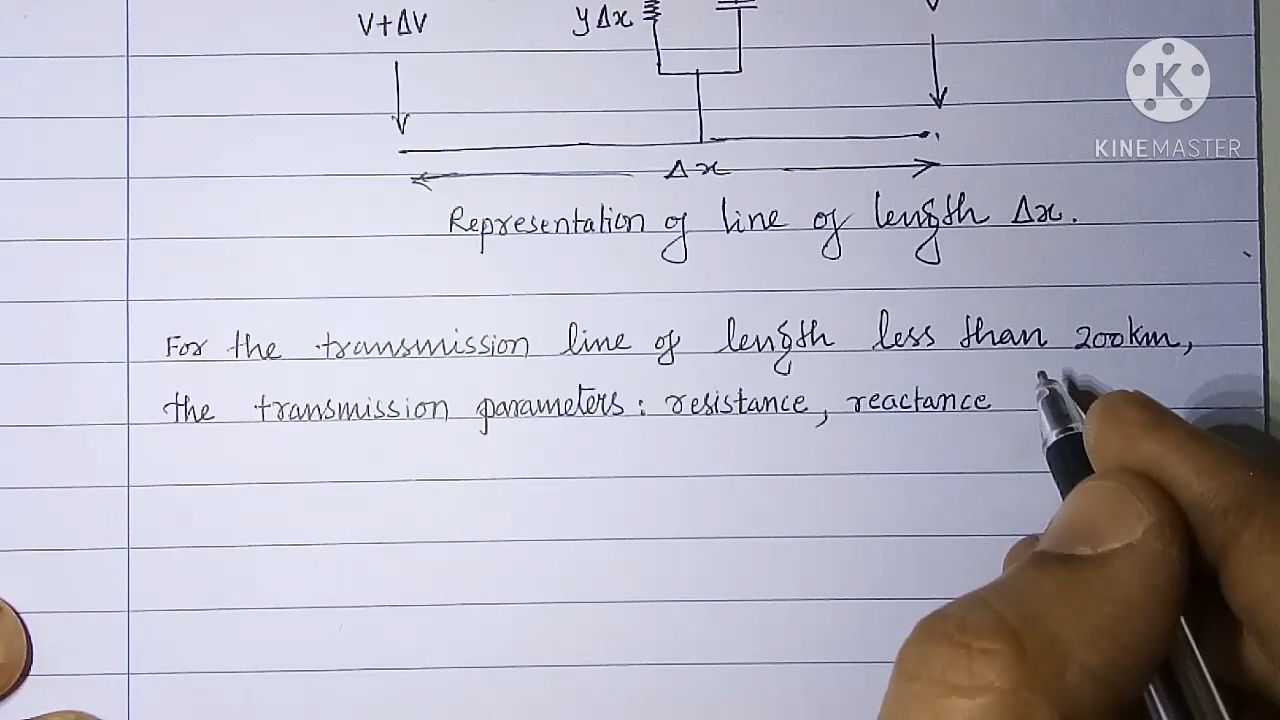 V+ΔV
yΔx
V
K
KINEMASTER
Δx
Representation of line of length Δx.
For the transmission line of length less than 200km,
the transmission parameters: resistance, reactance